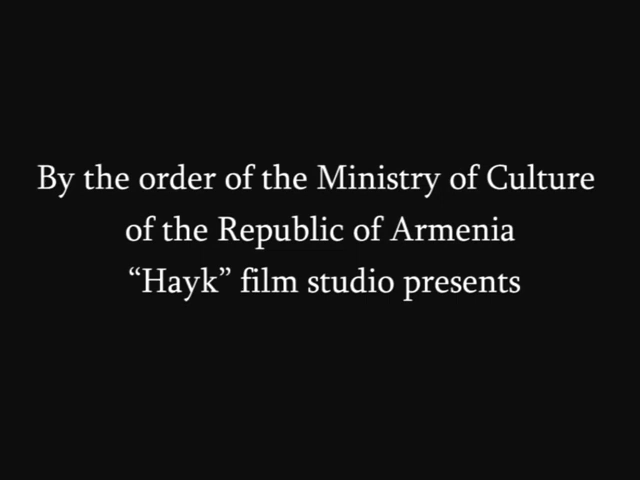 By the order of the Ministry of Culture
of the Republic of Armenia
“Hayk” film studio presents